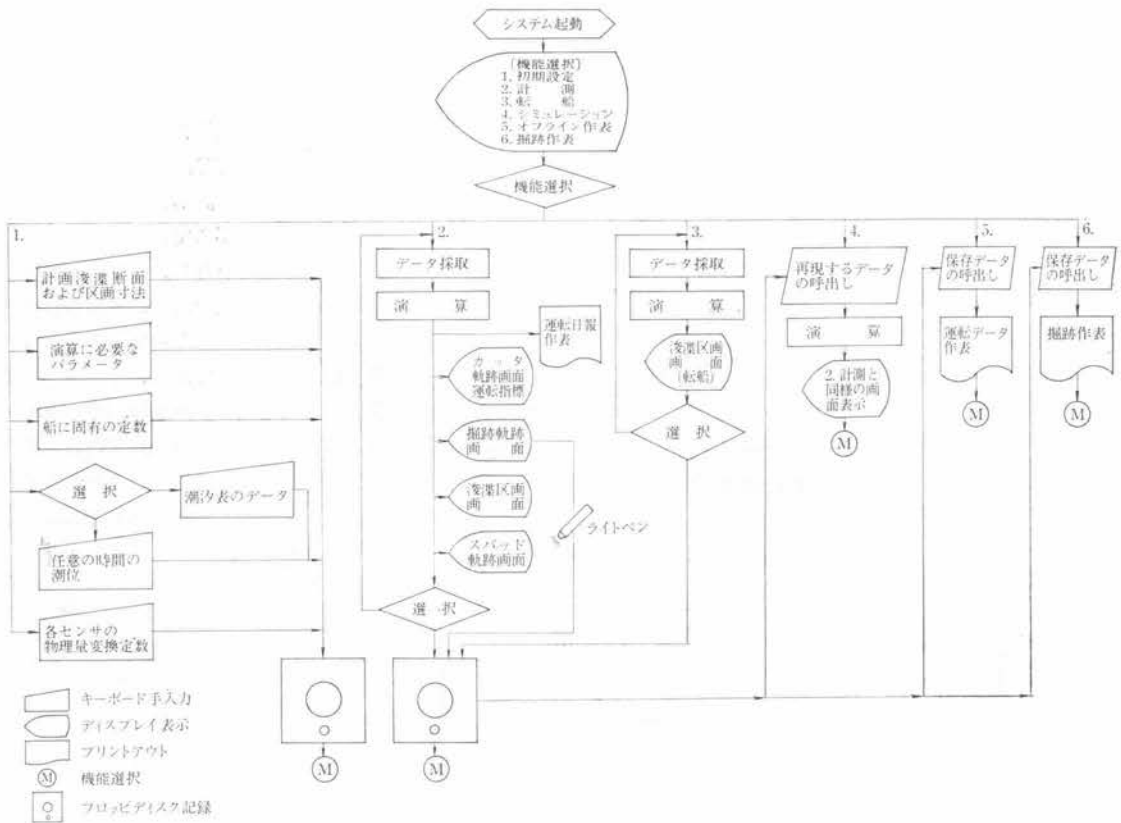 システム起動
〔機能選択〕
1. 初期設定
2. 計 測
3. 転 船
4. シミュレーション
5. オフライン作表
6. 掘跡作表
機能選択
1.
計画浚渫断面
および区画寸法
演算に必要な
パラメータ
船に固有の定数
選 択
潮汐表のデータ
任意の時間の
潮位
各センサの
物理量変換定数
M
2.
データ採取
演 算
運転日報
作表
カッタ
軌跡画面
運転指標
掘跡軌跡
画 面
浚渫区画
画 面
スパッド
軌跡画面
ライトペン
選 択
M
3.
データ採取
演 算
浚渫区画
画 面
(転船)
選 択
4.
再現するデータ
の呼出し
演 算
2. 計測と
同様の画
面表示
M
5.
保存データ
の呼出し
運転データ
作表
M
6.
保存データ
の呼出し
掘跡作表
M
キーボード手入力
ディスプレイ表示
プリントアウト
M 機能選択
フロッピディスク記録